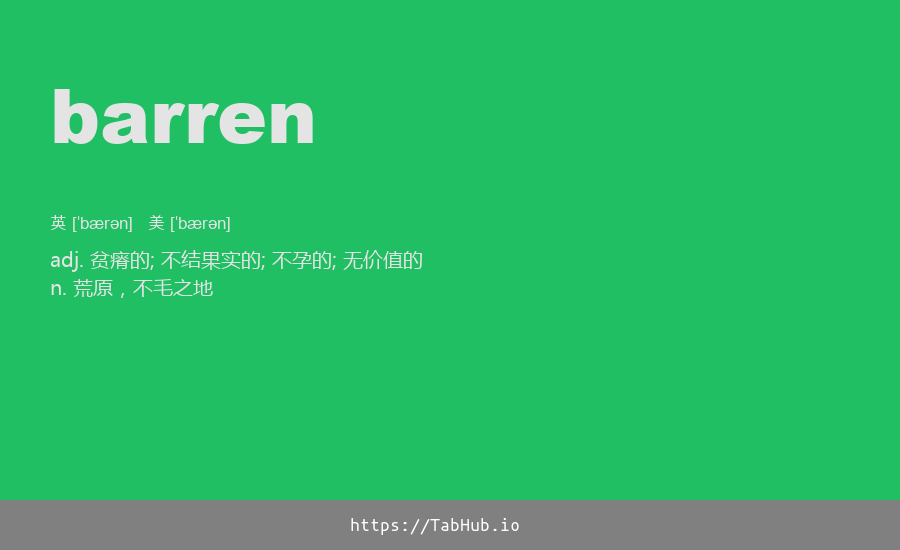 barren
英 ['bærən] 美 ['bærən]
adj. 贫瘠的; 不结果实的; 不孕的; 无价值的
n. 荒原，不毛之地
https://TabHub.io